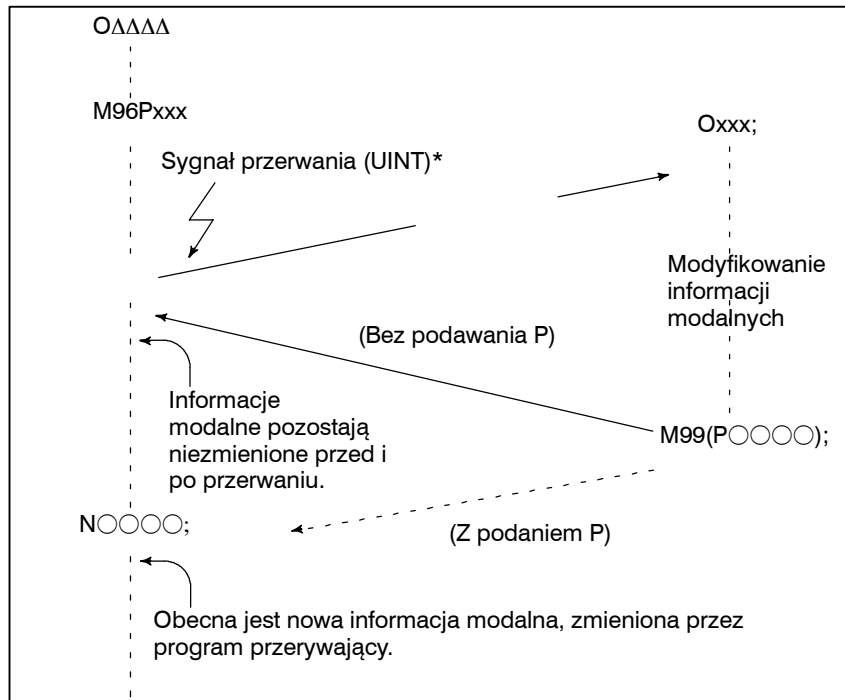 O∆∆∆∆
M96Pxxx
Oxxx;
Sygnał przerwania (UINT)*
Modyfikowanie
informacji
modalnych
(Bez podawania P)
Informacje
modalne pozostają
niezmienione przed i
po przerwaniu.
M99(P○○○○);
N○○○○;
(Z podaniem P)
Obecna jest nowa informacja modalna, zmieniona przez
program przerywający.